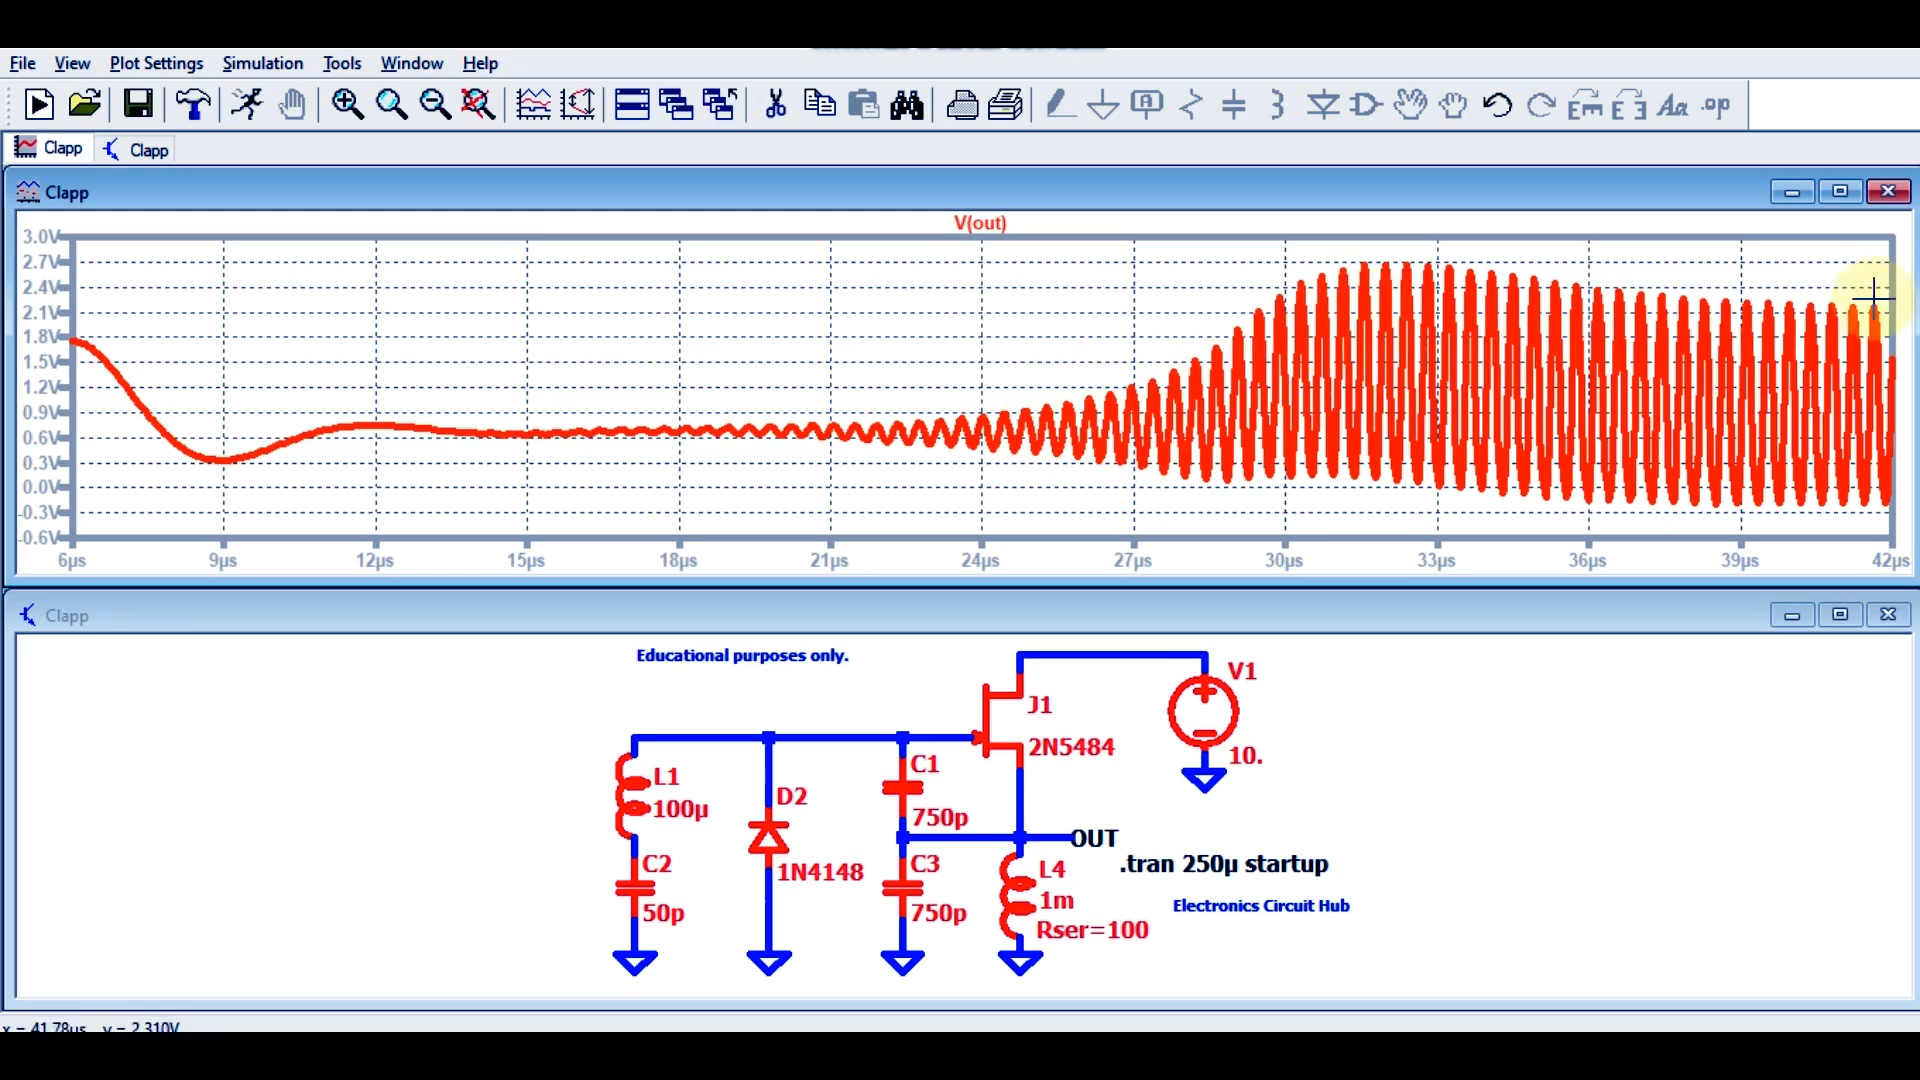 File View Plot Settings Simulation Tools Window Help
Clapp Clapp
Clapp
V(out)
3.0V
2.7V
2.4V
2.1V
1.8V
1.5V
1.2V
0.9V
0.6V
0.3V
0.0V
-0.3V
-0.6V
6µs 9µs 12µs 15µs 18µs 21µs 24µs 27µs 30µs 33µs 36µs 39µs 42µs
Clapp
Educational purposes only.
V1
J1
2N5484
10.
L1
100µ
C1
750p
D2
1N4148
OUT
C2
50p
C3
750p
L4
1m
Rser=100
.tran 250µ startup
Electronics Circuit Hub
x = 41.78µs y = 2.310V